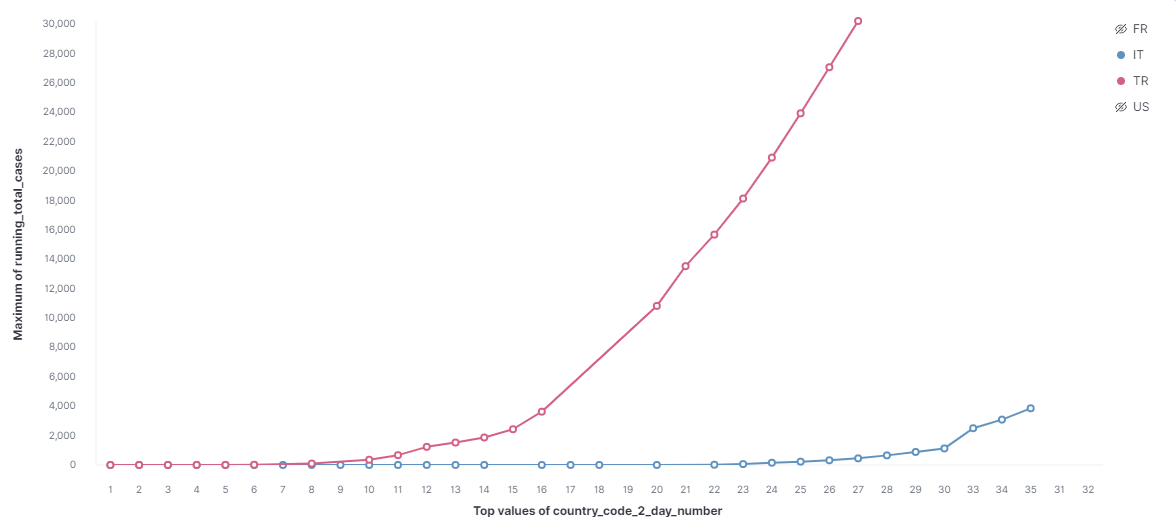 30,000
28,000
26,000
24,000
22,000
20,000
18,000
16,000
14,000
12,000
10,000
8,000
6,000
4,000
2,000
0
Maximum of running_total_cases
1 2 3 4 5 6 7 8 9 10 11 12 13 14 15 16 17 18 19 20 21 22 23 24 25 26 27 28 29 30 33 34 35 31 32
Top values of country_code_2_day_number
FR
IT
TR
US